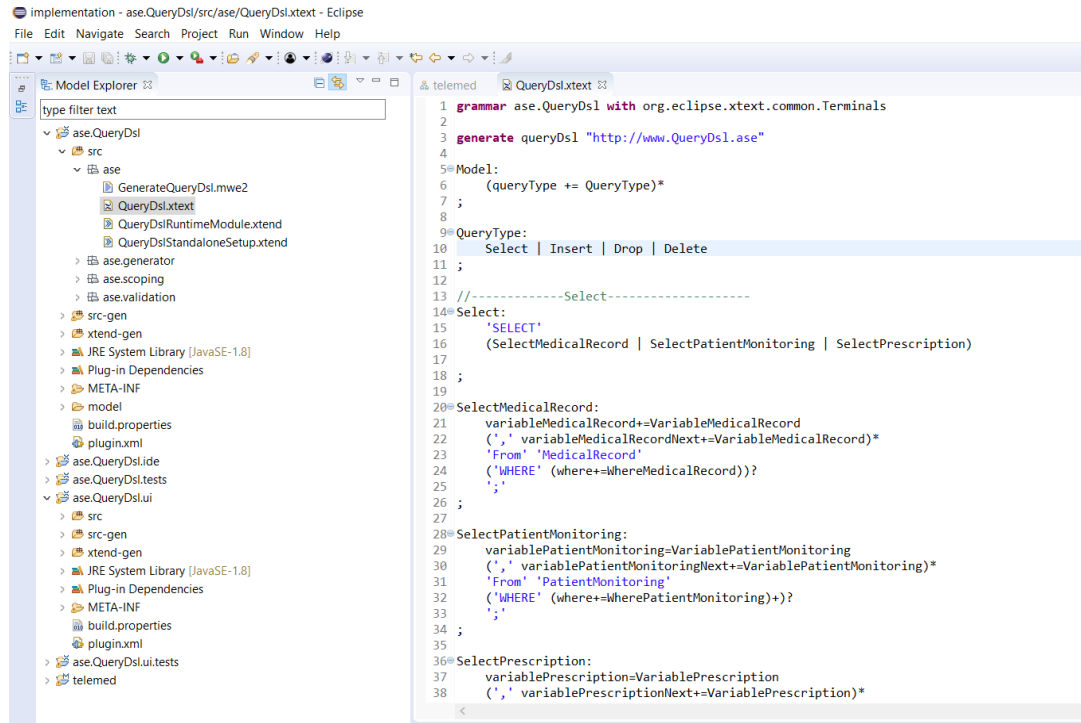 implementation - ase.QueryDsl/src/ase/QueryDsl.xtext - Eclipse
File Edit Navigate Search Project Run Window Help
Model Explorer
type filter text
ase.QueryDsl
src
ase
GenerateQueryDsl.mwe2
QueryDsl.xtext
QueryDslRuntimeModule.xtend
QueryDslStandaloneSetup.xtend
ase.generator
ase.scoping
ase.validation
src-gen
xtend-gen
JRE System Library [JavaSE-1.8]
Plug-in Dependencies
META-INF
model
build.properties
plugin.xml
ase.QueryDsl.ide
ase.QueryDsl.tests
ase.QueryDsl.ui
src
src-gen
xtend-gen
JRE System Library [JavaSE-1.8]
Plug-in Dependencies
META-INF
build.properties
plugin.xml
ase.QueryDsl.ui.tests
telemed
telemed QueryDsl.xtext
1 grammar ase.QueryDsl with org.eclipse.xtext.common.Terminals
2
3 generate queryDsl "http://www.QueryDsl.ase"
4
5 Model:
6 (queryType += QueryType)*
7 ;
8
9 QueryType:
10 Select | Insert | Drop | Delete
11 ;
12
13 //-------------Select--------------------
14 Select:
15 'SELECT'
16 (SelectMedicalRecord | SelectPatientMonitoring | SelectPrescription)
17
18 ;
19
20 SelectMedicalRecord:
21 variableMedicalRecord+=VariableMedicalRecord
22 (',' variableMedicalRecordNext+=VariableMedicalRecord)*
23 'From' 'MedicalRecord'
24 ('WHERE' (where+=WhereMedicalRecord))?
25 ';'
26 ;
27
28 SelectPatientMonitoring:
29 variablePatientMonitoring=VariablePatientMonitoring
30 (',' variablePatientMonitoringNext+=VariablePatientMonitoring)*
31 'From' 'PatientMonitoring'
32 ('WHERE' (where+=WherePatientMonitoring)+)?
33 ';'
34 ;
35
36 SelectPrescription:
37 variablePrescription=VariablePrescription
38 (',' variablePrescriptionNext+=VariablePrescription)*